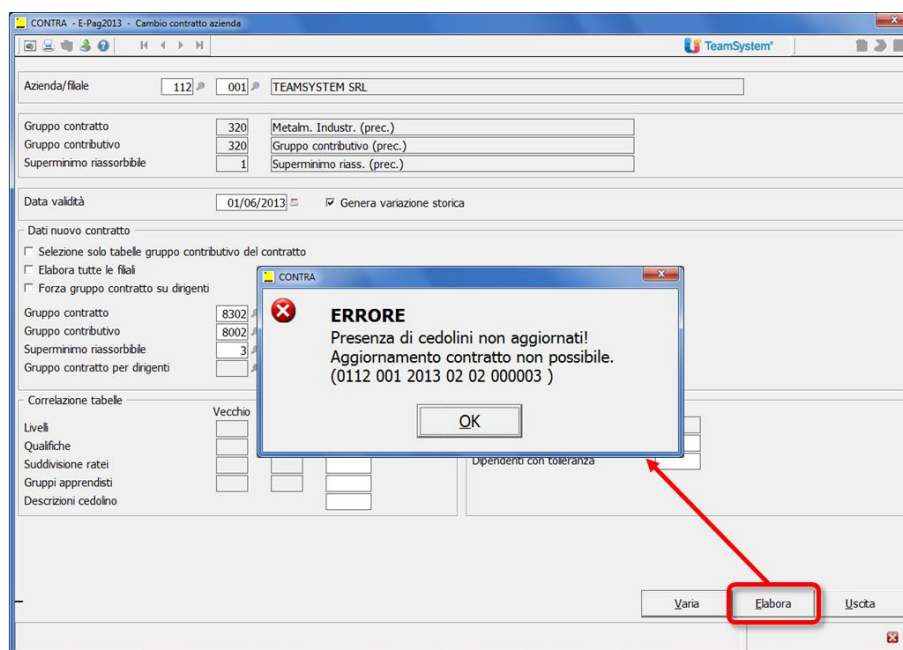 CONTRA - E-Pag2013 - Cambio contratto azienda
TeamSystem®
Azienda/filiale 112 001 TEAMSYSTEM SRL
Gruppo contratto 320 Metalm. Industr. (prec.)
Gruppo contributivo 320 Gruppo contributivo (prec.)
Superminimo riassorbibile 1 Superminimo riass. (prec.)
Data validità 01/06/2013 Genera variazione storica
Dati nuovo contratto
Selezione solo tabelle gruppo contributivo del contratto
Elabora tutte le filiali
Forza gruppo contratto su dirigenti
Gruppo contratto 8302
Gruppo contributivo 8002
Superminimo riassorbibile 3
Gruppo contratto per dirigenti
CONTRA
ERRORE
Presenza di cedolini non aggiornati!
Aggiornamento contratto non possibile.
(0112 001 2013 02 02 000003 )
OK
Correlazione tabelle
Vecchio
Livelli
Qualifiche
Suddivisione ratei
Dipendenti con tolleranza
Gruppi apprendisti
Descrizioni cedolino
Varia Elabora Uscita